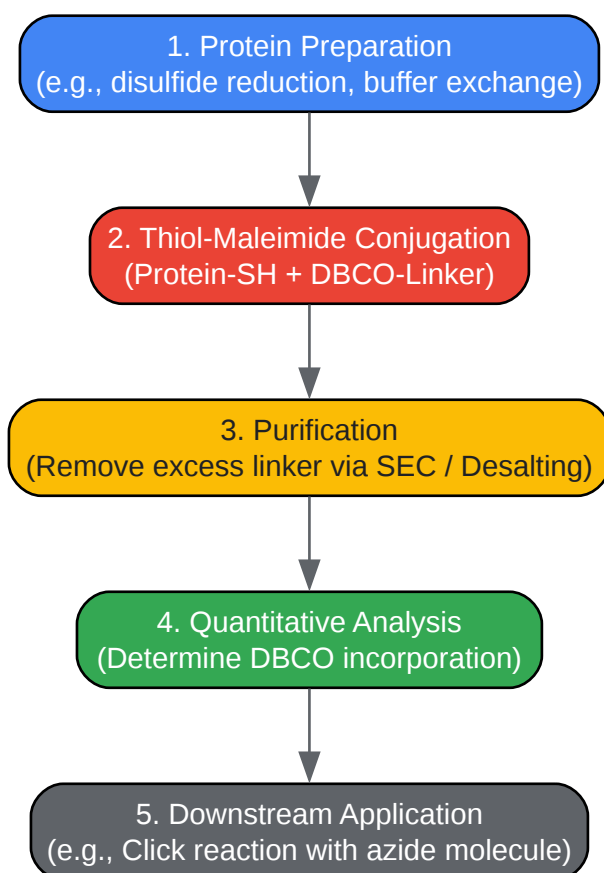 1. Protein Preparation
(e.g., disulfide reduction, buffer exchange)
2. Thiol-Maleimide Conjugation
(Protein-SH + DBCO-Linker)
3. Purification
(Remove excess linker via SEC / Desalting)
4. Quantitative Analysis
(Determine DBCO incorporation)
5. Downstream Application
(e.g., Click reaction with azide molecule)